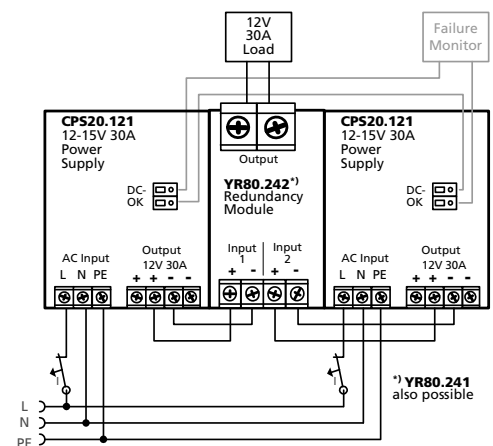 12V
30A
Load
Failure
Monitor
CPS20.121
12-15V 30A
Power
Supply
DC-
OK
AC Input
L N PE
Output
12V 30A
+ + - -
Output
YR80.242*)
Redundancy
Module
Input
1
Input
2
+ - + -
CPS20.121
12-15V 30A
Power
Supply
DC-
OK
AC Input
L N PE
Output
12V 30A
+ + - -
I
I
*) YR80.241
also possible
L
N
PE